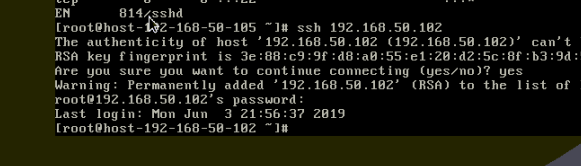 EN 814/sshd
[root@host-192-168-50-105 ~]# ssh 192.168.50.102
The authenticity of host '192.168.50.102 (192.168.50.102)' can't
RSA key fingerprint is 3e:88:c9:9f:d8:a0:55:e1:20:d2:5c:8f:b3:9d:
Are you sure you want to continue connecting (yes/no)? yes
Warning: Permanently added '192.168.50.102' (RSA) to the list of
root@192.168.50.102's password:
Last login: Mon Jun 3 21:56:37 2019
[root@host-192-168-50-102 ~]#